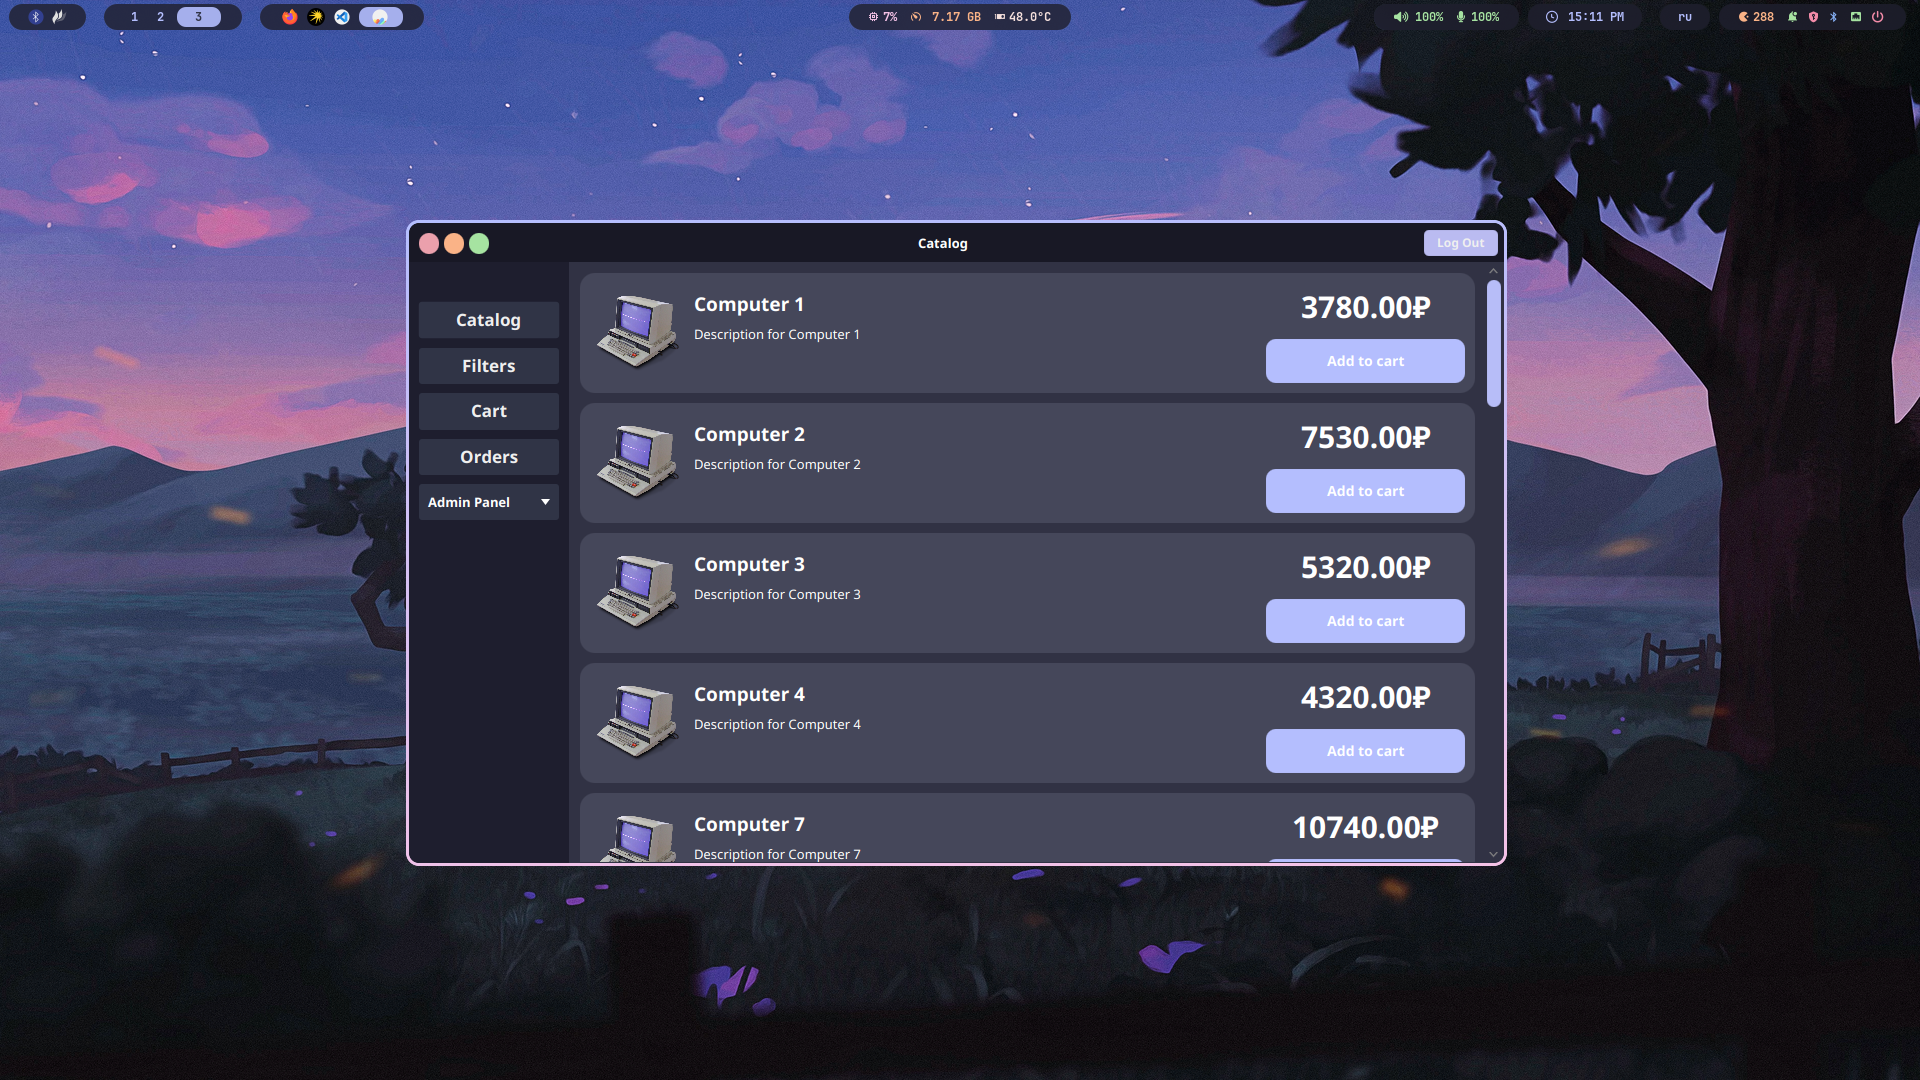 1 2 3
7% 7.17 GB 48.0°C
100% 100%
15:11 PM
ru
288
Catalog
Log Out
Catalog
Filters
Cart
Orders
Admin Panel
Computer 1
Description for Computer 1
3780.00₽
Add to cart
Computer 2
Description for Computer 2
7530.00₽
Add to cart
Computer 3
Description for Computer 3
5320.00₽
Add to cart
Computer 4
Description for Computer 4
4320.00₽
Add to cart
Computer 7
Description for Computer 7
10740.00₽